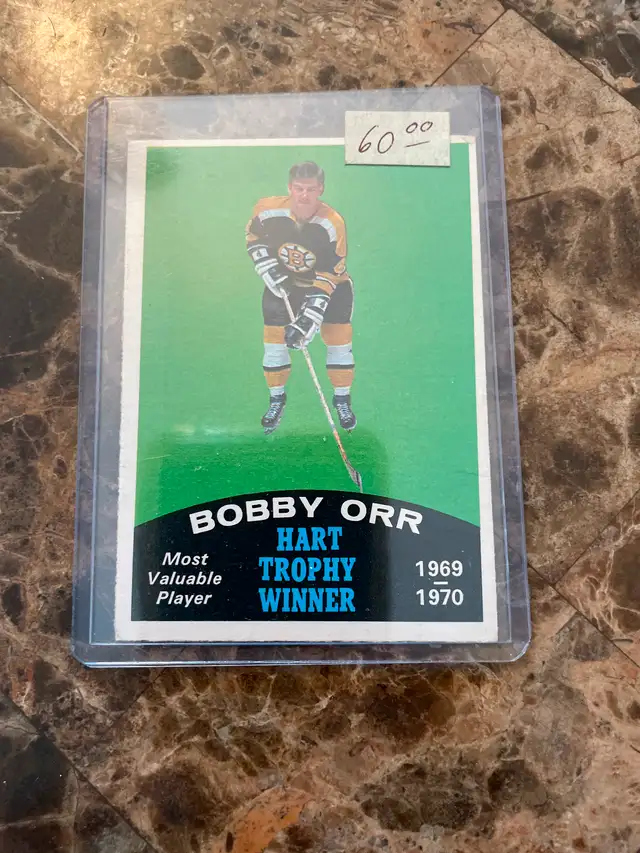 60 00
B
BOBBY ORR
HART
TROPHY
WINNER
Most
Valuable
Player
1969
—
1970